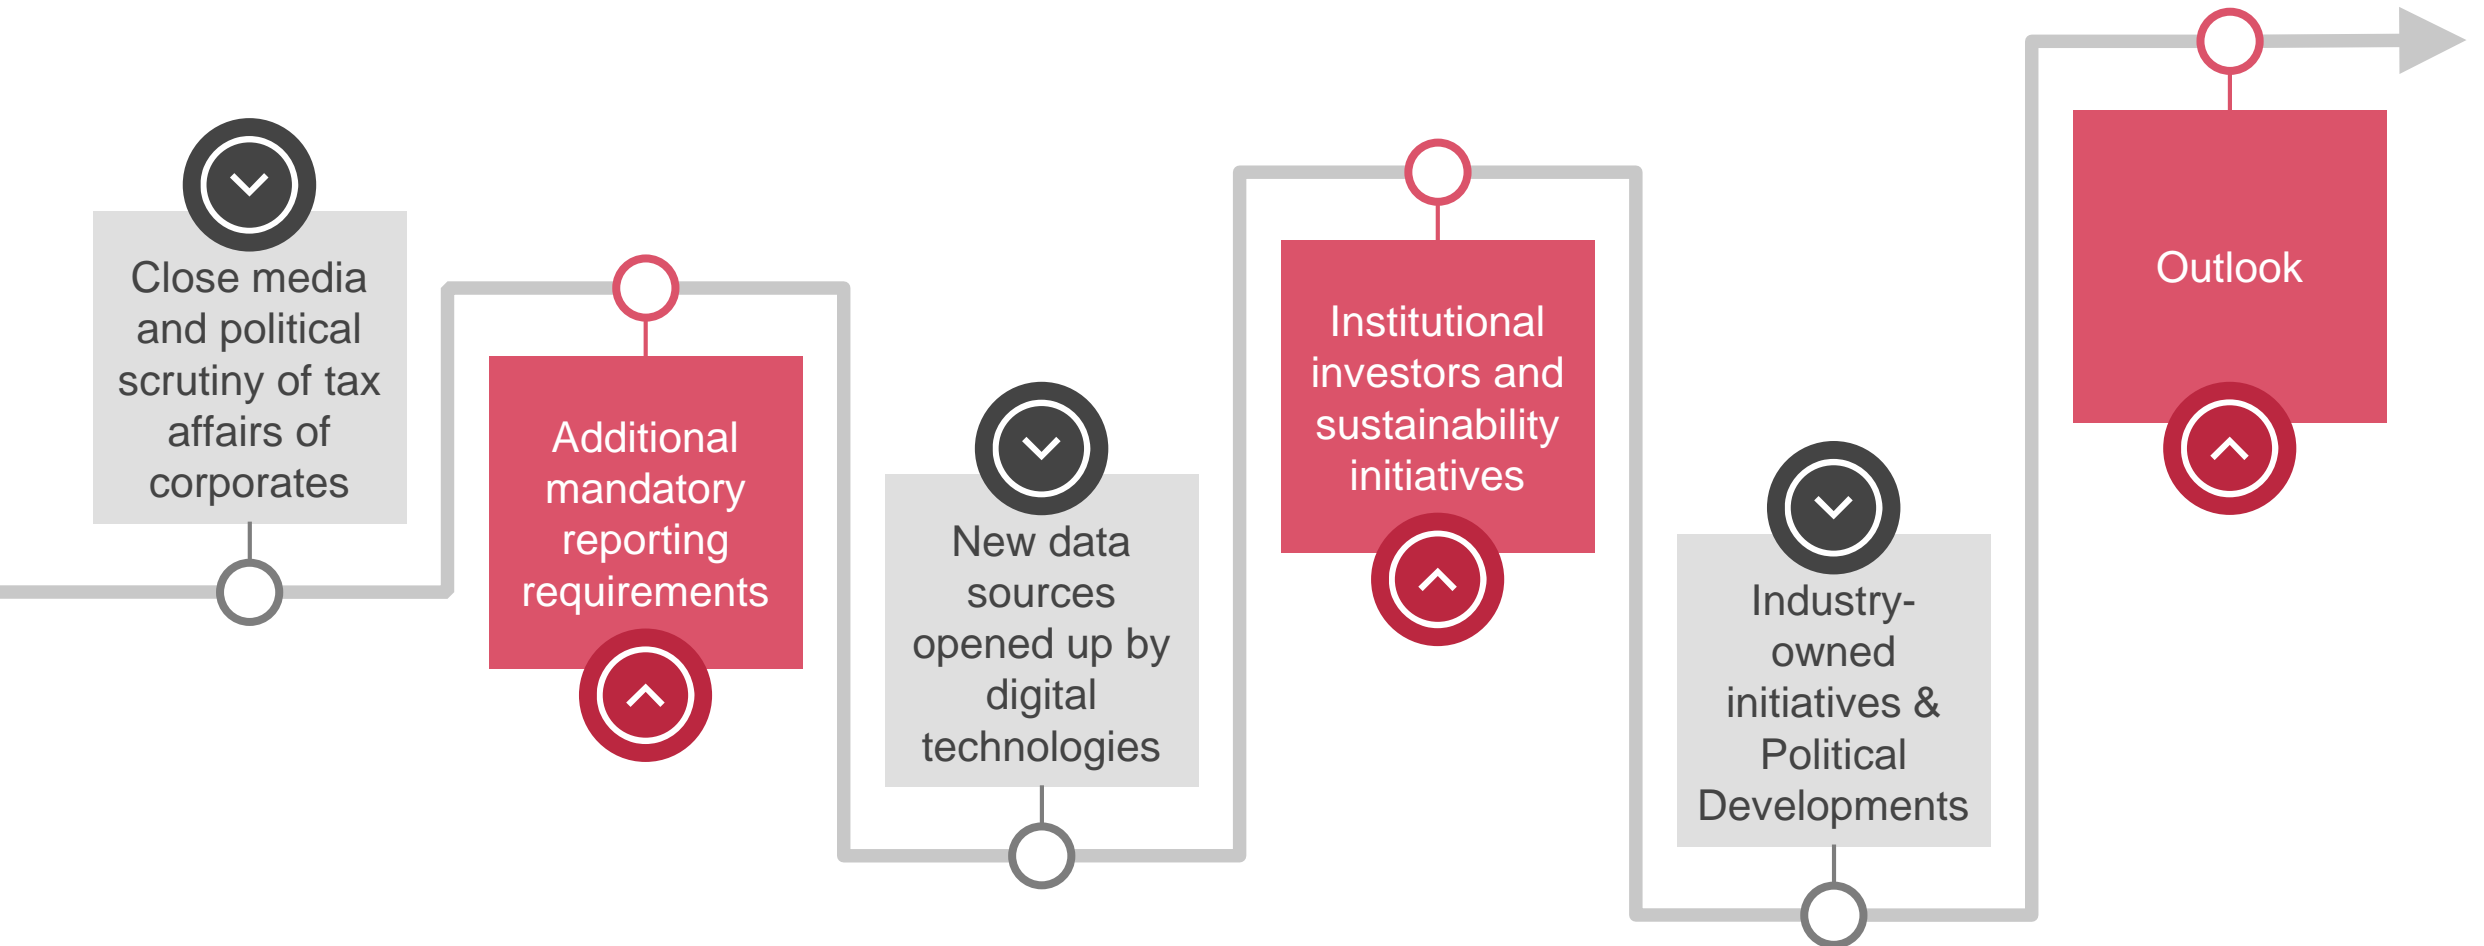 Close media
and political
scrutiny of tax
affairs of
corporates
Additional
mandatory
reporting
requirements
New data
sources
opened up by
digital
technologies
Institutional
investors and
sustainability
initiatives
Industry-
owned
initiatives &
Political
Developments
Outlook